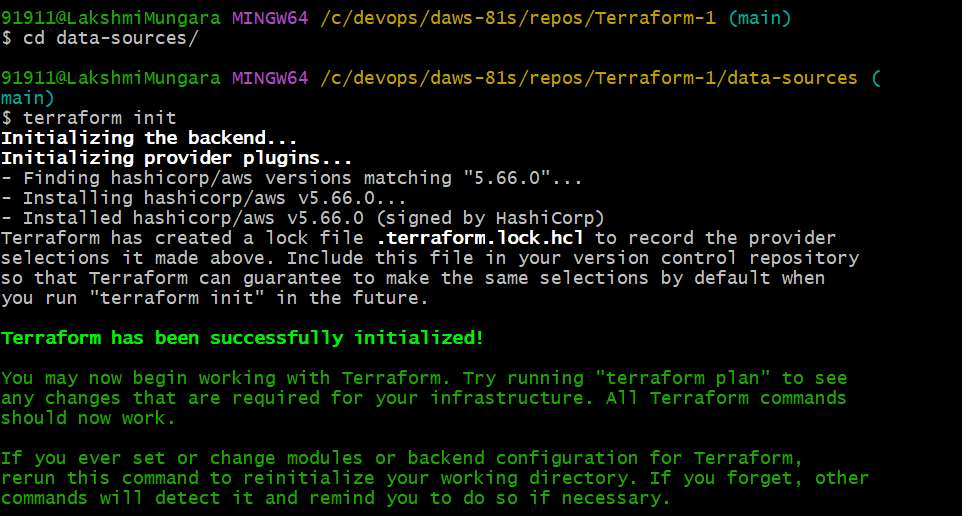 91911@LakshmiMungara MINGW64 /c/devops/daws-81s/repos/Terraform-1 (main)
$ cd data-sources/
91911@LakshmiMungara MINGW64 /c/devops/daws-81s/repos/Terraform-1/data-sources (
main)
$ terraform init
Initializing the backend...
Initializing provider plugins...
- Finding hashicorp/aws versions matching "5.66.0"...
- Installing hashicorp/aws v5.66.0...
- Installed hashicorp/aws v5.66.0 (signed by HashiCorp)
Terraform has created a lock file .terraform.lock.hcl to record the provider
selections it made above. Include this file in your version control repository
so that Terraform can guarantee to make the same selections by default when
you run "terraform init" in the future.
Terraform has been successfully initialized!
You may now begin working with Terraform. Try running "terraform plan" to see
any changes that are required for your infrastructure. All Terraform commands
should now work.
If you ever set or change modules or backend configuration for Terraform,
rerun this command to reinitialize your working directory. If you forget, other
commands will detect it and remind you to do so if necessary.